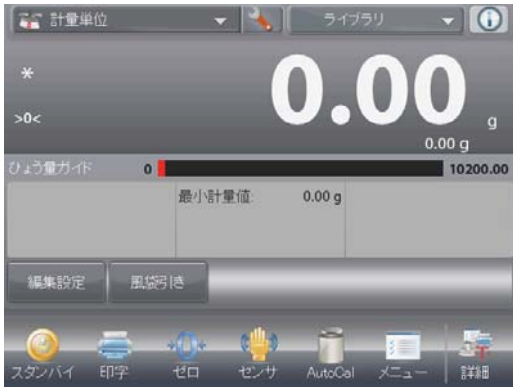 計量単位 ライブラリ
*
>0<
0.00 g
0.00 g
ひょう量ガイド 0 10200.00
最小計量値: 0.00 g
編集設定 風袋引き
スタンバイ 印字 ゼロ センサ AutoCal メニュー 詳細